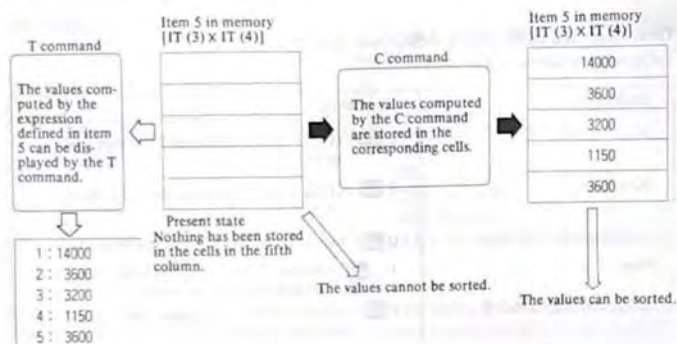 Item 5 in memory
[IT (3) × IT (4)]
T command
The values com-
puted by the
expression
defined in item
5 can be dis-
played by the T
command.
1 : 14000
2 : 3600
3 : 3200
4 : 1150
5 : 3600
Present state
Nothing has been stored
in the cells in the fifth
column.
The values cannot be sorted.
C command
The values computed
by the C command
are stored in the
corresponding cells.
Item 5 in memory
[IT (3) × IT (4)]
14000
3600
3200
1150
3600
The values can be sorted.